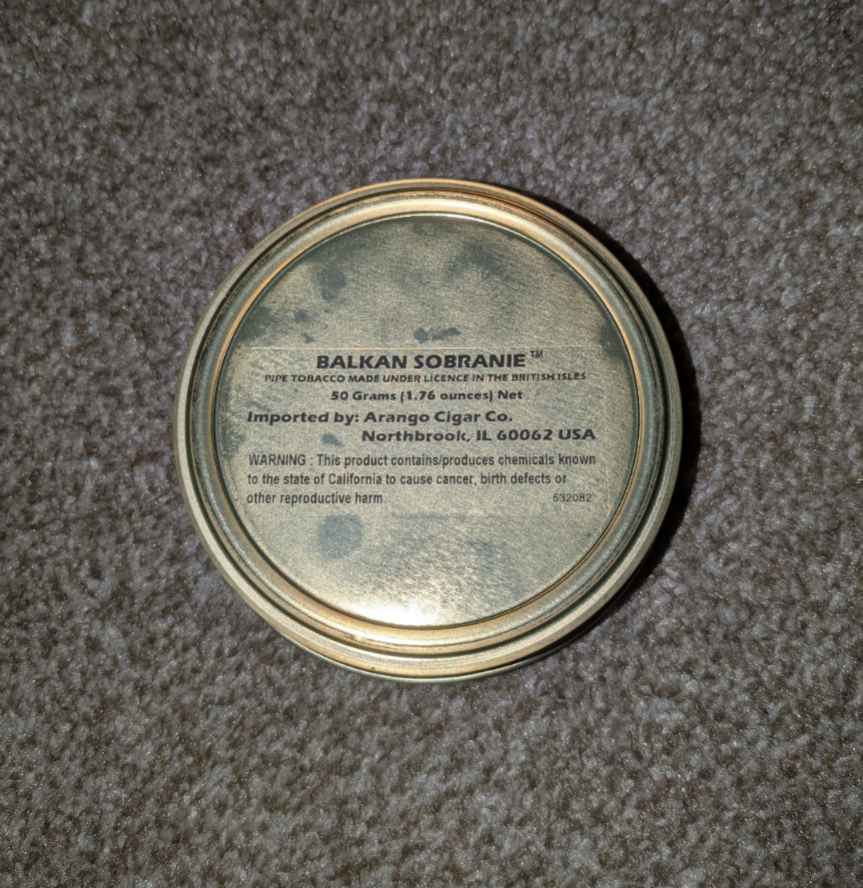 BALKAN SOBRANIE™
PIPE TOBACCO MADE UNDER LICENCE IN THE BRITISH ISLES
50 Grams (1.76 ounces) Net
Imported by: Arango Cigar Co.
Northbrook, IL 60062 USA
WARNING : This product contains/produces chemicals known
to the state of California to cause cancer, birth defects or
other reproductive harm 532082